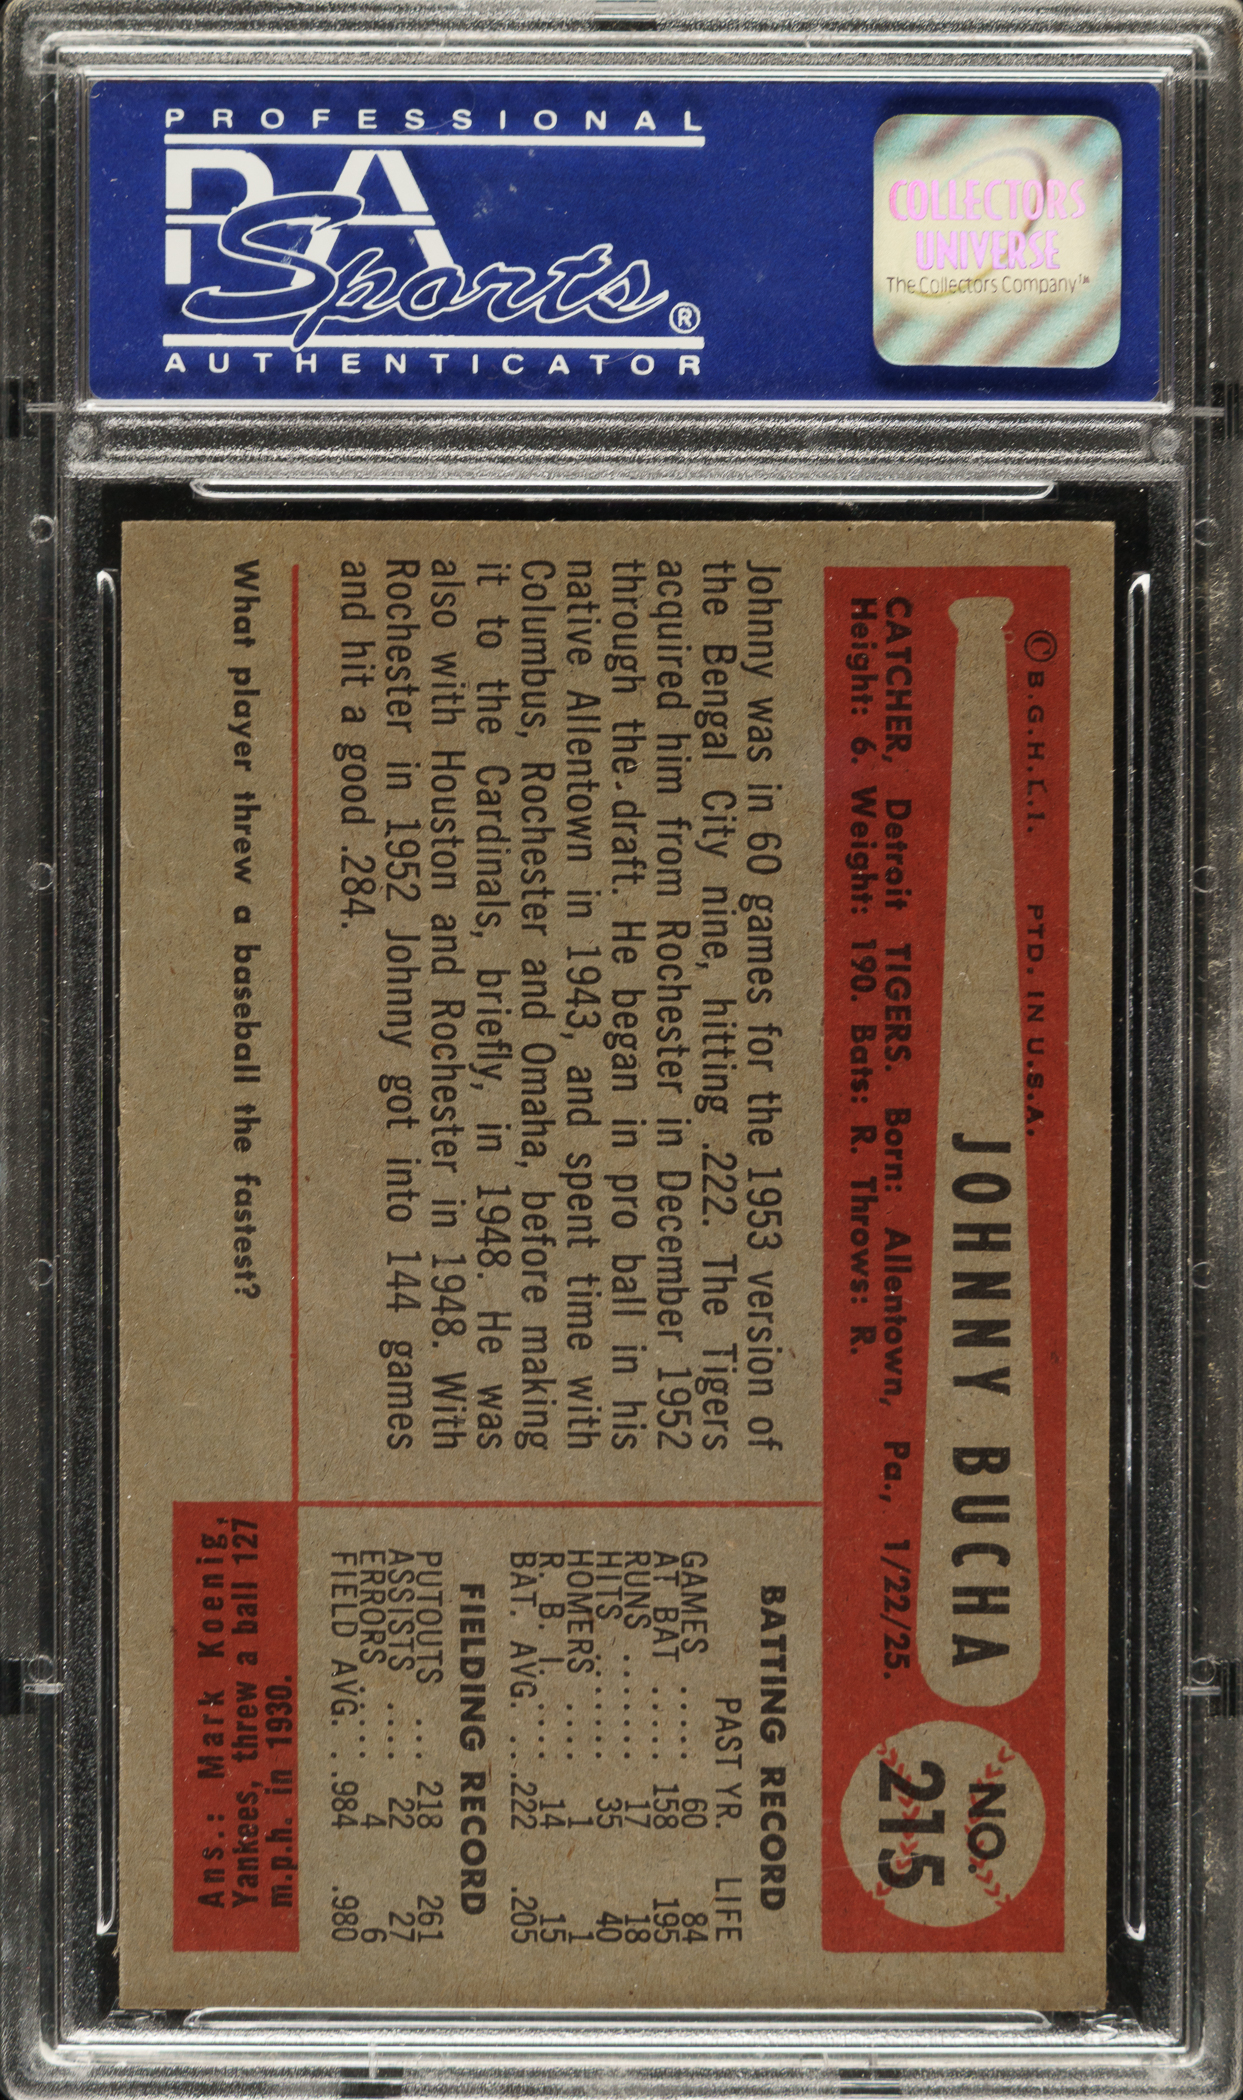 PROFESSIONAL
PSA
Sports®
AUTHENTICATOR
COLLECTORS
UNIVERSE
The Collectors Company™
© B.G.H.L.I. PTD. IN U.S.A.
JOHNNY BUCHA
NO.
215
CATCHER, Detroit TIGERS. Born: Allentown, Pa., 1/22/25.
Height: 6. Weight: 190. Bats: R. Throws: R.
Johnny was in 60 games for the 1953 version of
the Bengal City nine, hitting .222. The Tigers
acquired him from Rochester in December 1952
through the draft. He began in pro ball in his
native Allentown in 1943, and spent time with
Columbus, Rochester and Omaha, before making
it to the Cardinals, briefly, in 1948. He was
also with Houston and Rochester in 1948. With
Rochester in 1952 Johnny got into 144 games
and hit a good .284.
BATTING RECORD
PAST YR. LIFE
GAMES ..... 60 84
AT BAT ..... 158 195
RUNS ....... 17 18
HITS ....... 35 40
HOMERS ..... 1 1
R. B. I. .... 14 15
BAT. AVG. .. .222 .205
FIELDING RECORD
PUTOUTS ... 218 261
ASSISTS .... 22 27
ERRORS .... 4 6
FIELD AVG. . .984 .980
What player threw a baseball the fastest?
Ans.: Mark Koenig,
Yankees, threw a ball 127
m.p.h. in 1930.